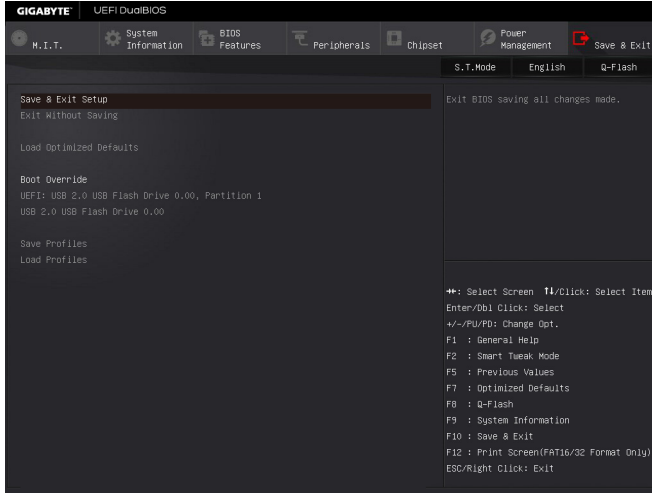 GIGABYTE™ UEFI DualBIOS
M.I.T. System Information BIOS Features Peripherals Chipset Power Management Save & Exit
S.T.Mode English Q-Flash
Save & Exit Setup
Exit Without Saving
Load Optimized Defaults
Boot Override
UEFI: USB 2.0 USB Flash Drive 0.00, Partition 1
USB 2.0 USB Flash Drive 0.00
Save Profiles
Load Profiles
Exit BIOS saving all changes made.
→←: Select Screen ↑↓/Click: Select Item
Enter/Dbl Click: Select
+/-/PU/PD: Change Opt.
F1 : General Help
F2 : Smart Tweak Mode
F5 : Previous Values
F7 : Optimized Defaults
F8 : Q-Flash
F9 : System Information
F10 : Save & Exit
F12 : Print Screen(FAT16/32 Format Only)
ESC/Right Click: Exit